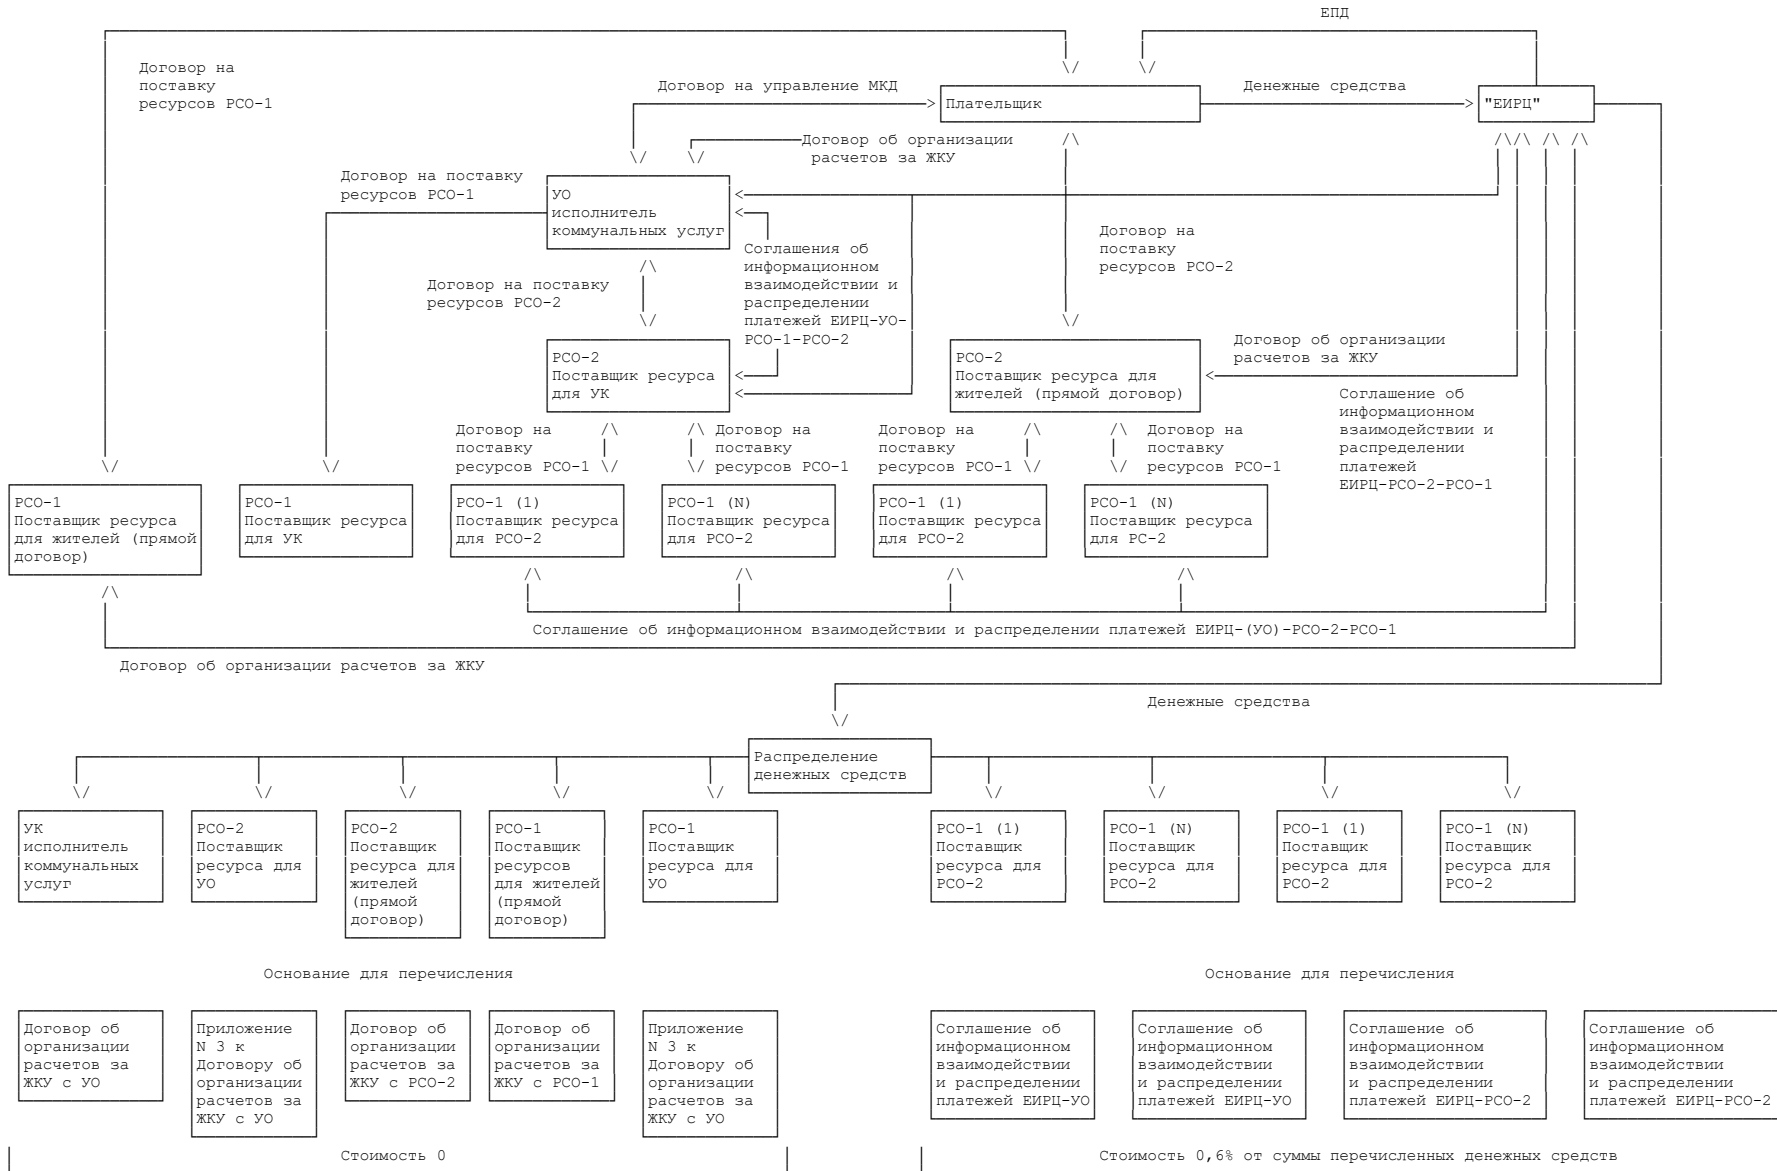 ЕПД
Договор на
поставку
ресурсов РСО-1
Договор на управление МКД
Плательщик
Денежные средства
"ЕИРЦ"
Договор об организации
расчетов за ЖКУ
Договор на поставку
ресурсов РСО-1
УО
исполнитель
коммунальных услуг
Соглашения об
информационном
взаимодействии и
распределении
платежей ЕИРЦ-УО-
РСО-1-РСО-2
Договор на
поставку
ресурсов РСО-2
Договор на поставку
ресурсов РСО-2
РСО-2
Поставщик ресурса
для УК
РСО-2
Поставщик ресурса для
жителей (прямой договор)
Договор об организации
расчетов за ЖКУ
Соглашение об
информационном
взаимодействии и
распределении
платежей
ЕИРЦ-РСО-2-РСО-1
Договор на
поставку
ресурсов РСО-1
Договор на
поставку
ресурсов РСО-1
Договор на
поставку
ресурсов РСО-1
Договор на
поставку
ресурсов РСО-1
РСО-1
Поставщик ресурса
для жителей (прямой
договор)
РСО-1
Поставщик ресурса
для УК
РСО-1 (1)
Поставщик ресурса
для РСО-2
РСО-1 (N)
Поставщик ресурса
для РСО-2
РСО-1 (1)
Поставщик ресурса
для РСО-2
РСО-1 (N)
Поставщик ресурса
для РС-2
Соглашение об информационном взаимодействии и распределении платежей ЕИРЦ-(УО)-РСО-2-РСО-1
Договор об организации расчетов за ЖКУ
Денежные средства
Распределение
денежных средств
УК
исполнитель
коммунальных
услуг
РСО-2
Поставщик
ресурса для
УО
РСО-2
Поставщик
ресурса для
жителей
(прямой
договор)
РСО-1
Поставщик
ресурсов
для жителей
(прямой
договор)
РСО-1
Поставщик
ресурса для
УО
РСО-1 (1)
Поставщик
ресурса для
РСО-2
РСО-1 (N)
Поставщик
ресурса для
РСО-2
РСО-1 (1)
Поставщик
ресурса для
РСО-2
РСО-1 (N)
Поставщик
ресурса для
РСО-2
Основание для перечисления
Основание для перечисления
Договор об
организации
расчетов за
ЖКУ с УО
Приложение
N 3 к
Договору об
организации
расчетов за
ЖКУ с УО
Договор об
организации
расчетов за
ЖКУ с РСО-2
Договор об
организации
расчетов за
ЖКУ с РСО-1
Приложение
N 3 к
Договору об
организации
расчетов за
ЖКУ с УО
Соглашение об
информационном
взаимодействии
и распределении
платежей ЕИРЦ-УО
Соглашение об
информационном
взаимодействии
и распределении
платежей ЕИРЦ-УО
Соглашение об
информационном
взаимодействии
и распределении
платежей ЕИРЦ-РСО-2
Соглашение об
информационном
взаимодействии
и распределении
платежей ЕИРЦ-РСО-2
Стоимость 0
Стоимость 0,6% от суммы перечисленных денежных средств